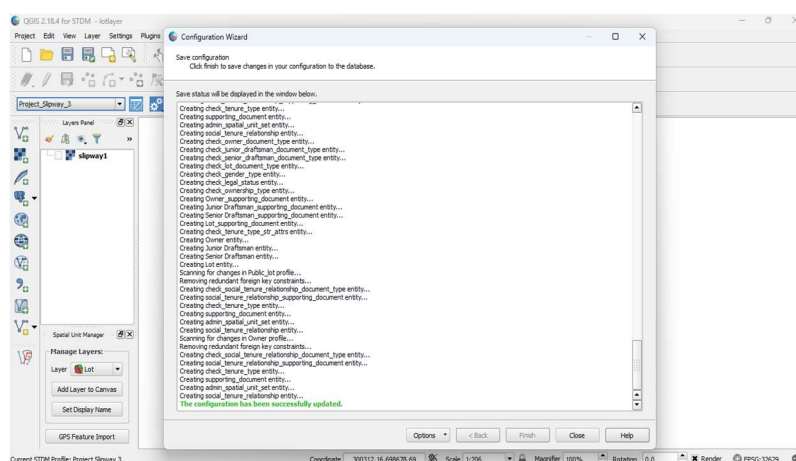 QGIS 2.18.4 for STDM - lotlayer
Project Edit View Layer Settings Plugins
Project_Slipway_3
Layers Panel
slipway1
Spatial Unit Manager
Manage Layers:
Layer Lot
Add Layer to Canvas
Set Display Name
GPS Feature Import
Configuration Wizard
Save configuration
Click finish to save changes in your configuration to the database.
Save status will be displayed in the window below.
Creating check_tenure_type entity...
Creating supporting_document entity...
Creating admin_spatial_unit_set entity...
Creating social_tenure_relationship entity...
Creating check_owner_document_type entity...
Creating check_junior_draftsman_document_type entity...
Creating check_senior_draftsman_document_type entity...
Creating check_lot_document_type entity...
Creating check_gender_type entity...
Creating check_legal_status entity...
Creating check_ownership_type entity...
Creating Owner_supporting_document entity...
Creating Junior Draftsman_supporting_document entity...
Creating Senior Draftsman_supporting_document entity...
Creating Lot_supporting_document entity...
Creating check_tenure_type_str_attrs entity...
Creating Owner entity...
Creating Junior Draftsman entity...
Creating Senior Draftsman entity...
Creating Lot entity...
Scanning for changes in Public_lot profile...
Removing redundant foreign key constraints...
Creating check_social_tenure_relationship_document_type entity...
Creating social_tenure_relationship_supporting_document entity...
Creating check_tenure_type entity...
Creating supporting_document entity...
Creating admin_spatial_unit_set entity...
Creating social_tenure_relationship entity...
Scanning for changes in Owner profile...
Removing redundant foreign key constraints...
Creating check_social_tenure_relationship_document_type entity...
Creating social_tenure_relationship_supporting_document entity...
Creating check_tenure_type entity...
Creating supporting_document entity...
Creating admin_spatial_unit_set entity...
Creating social_tenure_relationship entity...
The configuration has been successfully updated.
Options < Back Finish Close Help
Current STDM Profile: Project Slipway 3 Coordinate 300312.16,698678.69 Scale 1:206 Magnifier 100% Rotation 0.0 Render EPSG:32629